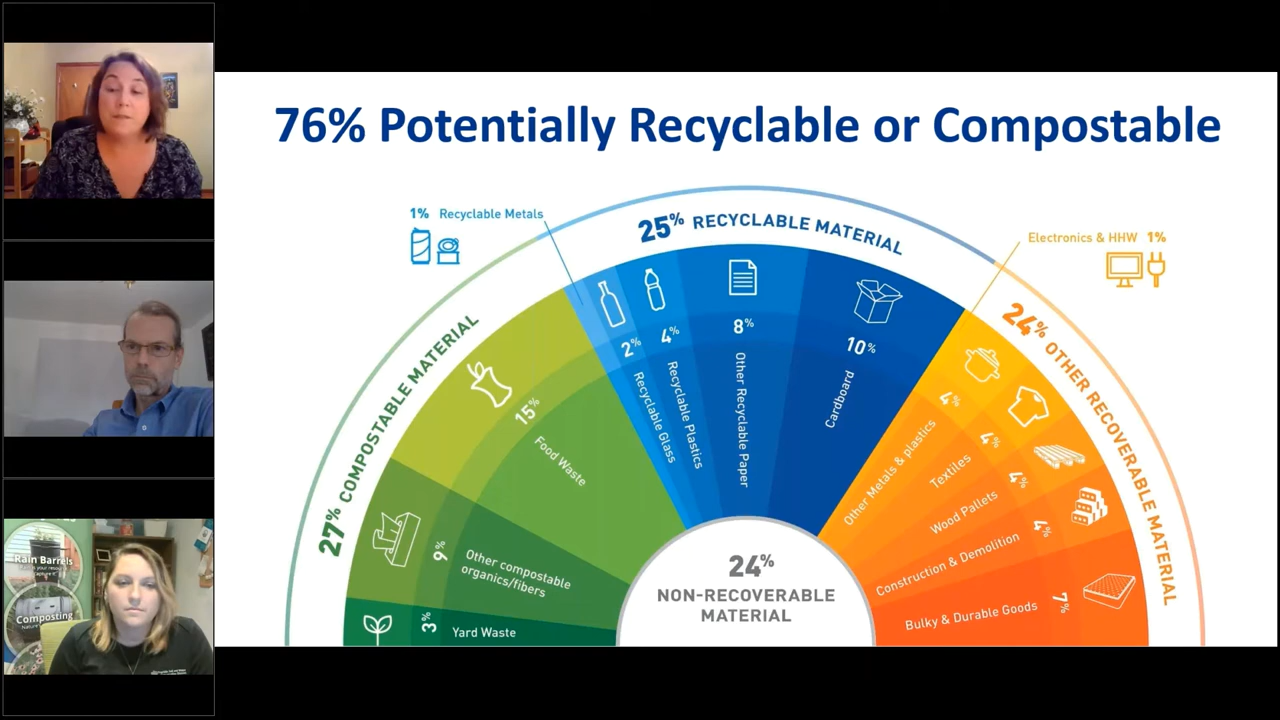 76% Potentially Recyclable or Compostable
1% Recyclable Metals
25% RECYCLABLE MATERIAL
Electronics & HHW 1%
27% COMPOSTABLE MATERIAL
24% OTHER RECOVERABLE MATERIAL
3%
Yard Waste
9%
Other compostable
organics/fibers
15%
Food Waste
2%
Recyclable Glass
4%
Recyclable Plastics
8%
Other Recyclable Paper
10%
Cardboard
4%
Other Metals & plastics
4%
Textiles
4%
Wood Pallets
4%
Construction & Demolition
7%
Bulky & Durable Goods
24%
NON-RECOVERABLE
MATERIAL
Rain Barrels
Composting